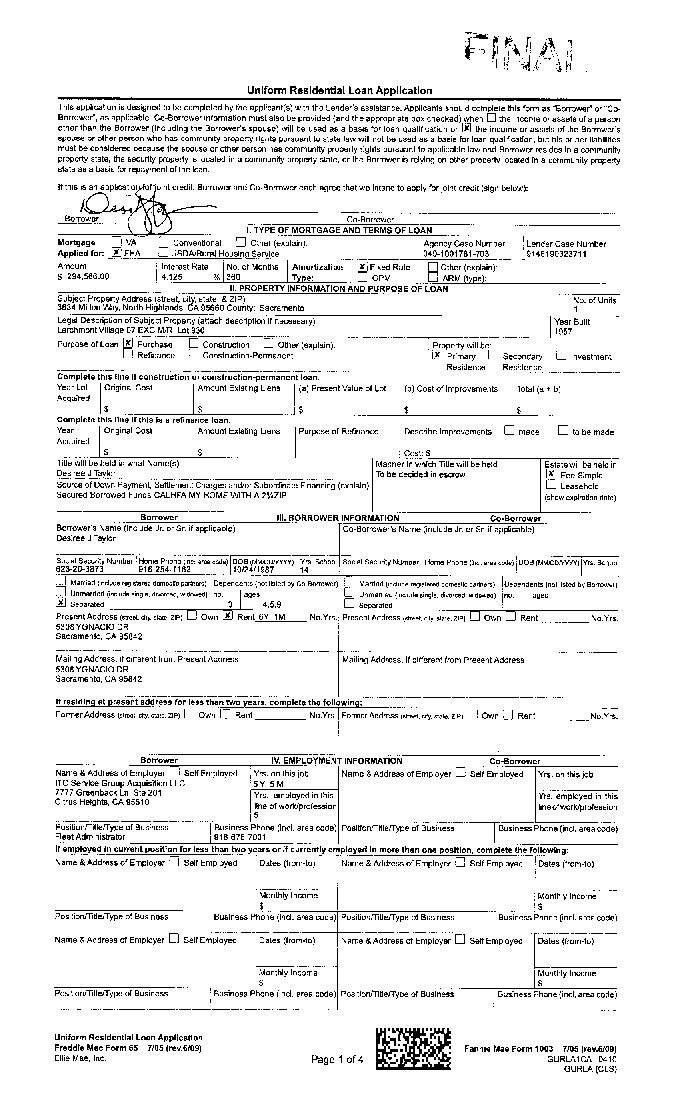 FINAL
Uniform Residential Loan Application
This application is designed to be completed by the applicant(s) with the Lender's assistance. Applicants should complete this form as "Borrower" or "Co-
Borrower", as applicable. Co-Borrower information must also be provided (and the appropriate box checked) when the income or assets of a person
other than the Borrower (including the Borrower's spouse) will be used as a basis for loan qualification or the income or assets of the Borrower's
spouse or other person who has community property rights pursuant to state law will not be used as a basis for loan qualification, but his or her liabilities
must be considered because the spouse or other person has community property rights pursuant to applicable law and Borrower resides in a community
property state, the security property is located in a community property state, or the Borrower is relying on other property located in a community property
state as a basis for repayment of the loan.
If this is an application for joint credit, Borrower and Co-Borrower each agree that we intend to apply for joint credit (sign below):
Borrower Co-Borrower
I. TYPE OF MORTGAGE AND TERMS OF LOAN
Mortgage VA Conventional Other (explain): Agency Case Number Lender Case Number
Applied for: X FHA USDA/Rural Housing Service
Amount Interest Rate No. of Months Amortization X Fixed Rate Other (explain):
$ 294,566.00 4.125 % 360 Type: GPM ARM (type):
II. PROPERTY INFORMATION AND PURPOSE OF LOAN
Subject Property Address (street, city, state & ZIP) No. of Units
North Highlands, CA 95660 County: Sacramento 1
Legal Description of Subject Property (attach description if necessary) Year Built
Larchmont Village 07 EXC M/R Lot 936 1957
Purpose of Loan X Purchase Construction Other (explain): Property will be:
Refinance Construction-Permanent X Primary Residence Secondary Residence Investment
Complete this line if construction or construction-permanent loan.
Year Lot Acquired Original Cost Amount Existing Liens (a) Present Value of Lot (b) Cost of Improvements Total (a + b)
$ $ $ $ $
Complete this line if this is a refinance loan.
Year Acquired Original Cost Amount Existing Liens Purpose of Refinance Describe Improvements made to be made
$ $ Cost: $
Title will be held in what Name(s) Manner in which Title will be held Estate will be held in
Desiree J Taylor To be decided in escrow X Fee Simple
Source of Down Payment, Settlement Charges and/or Subordinate Financing (explain) Leasehold
Secured Borrowed Funds CALHFA MY HOME WITH A 2% ZIP (show expiration date)
Borrower III. BORROWER INFORMATION Co-Borrower
Borrower's Name (include Jr. or Sr. if applicable) Co-Borrower's Name (include Jr. or Sr. if applicable)
Desiree J Taylor
Social Security Number Home Phone (incl. area code) DOB (MM/DD/YYYY) Yrs. School Social Security Number Home Phone (incl. area code) DOB (MM/DD/YYYY) Yrs. School
10/24/1987 14
Married (include registered domestic partners) Dependents (not listed by Co-Borrower) Married (include registered domestic partners) Dependents (not listed by Borrower)
Unmarried (include single, divorced, widowed) no. ages Unmarried (include single, divorced, widowed) no. ages
X Separated 3 4,5,9 Separated
Present Address (street, city, state, ZIP) Own X Rent 6Y 1M No. Yrs. Present Address (street, city, state, ZIP) Own Rent No. Yrs.
5308 YGNACIO DR
Sacramento, CA 95842
Mailing Address, if different from Present Address Mailing Address, if different from Present Address
5308 YGNACIO DR
Sacramento, CA 95842
If residing at present address for less than two years, complete the following:
Former Address (street, city, state, ZIP) Own Rent No. Yrs. Former Address (street, city, state, ZIP) Own Rent No. Yrs.
Borrower IV. EMPLOYMENT INFORMATION Co-Borrower
Name & Address of Employer Self Employed Yrs. on this job Name & Address of Employer Self Employed Yrs. on this job
Service Group Acquisition LLC 5Y 5M
7777 Greenback Ln Ste 201 Yrs. employed in this line of work/profession Yrs. employed in this line of work/profession
Citrus Heights, CA 95610 5
Position/Title/Type of Business Business Phone (incl. area code) Position/Title/Type of Business Business Phone (incl. area code)
Fleet Administrator 916-676-7031
If employed in current position for less than two years or if currently employed in more than one position, complete the following:
Name & Address of Employer Self Employed Dates (from-to) Name & Address of Employer Self Employed Dates (from-to)
Monthly Income Monthly Income
$ $
Position/Title/Type of Business Business Phone (incl. area code) Position/Title/Type of Business Business Phone (incl. area code)
Name & Address of Employer Self Employed Dates (from-to) Name & Address of Employer Self Employed Dates (from-to)
Monthly Income Monthly Income
$ $
Position/Title/Type of Business Business Phone (incl. area code) Position/Title/Type of Business Business Phone (incl. area code)
Uniform Residential Loan Application
Freddie Mac Form 65 7/05 (rev.6/09) Fannie Mae Form 1003 7/05 (rev.6/09)
Ellie Mae, Inc. Page 1 of 4 GURLA1CA 0410
GURLA (CLS)